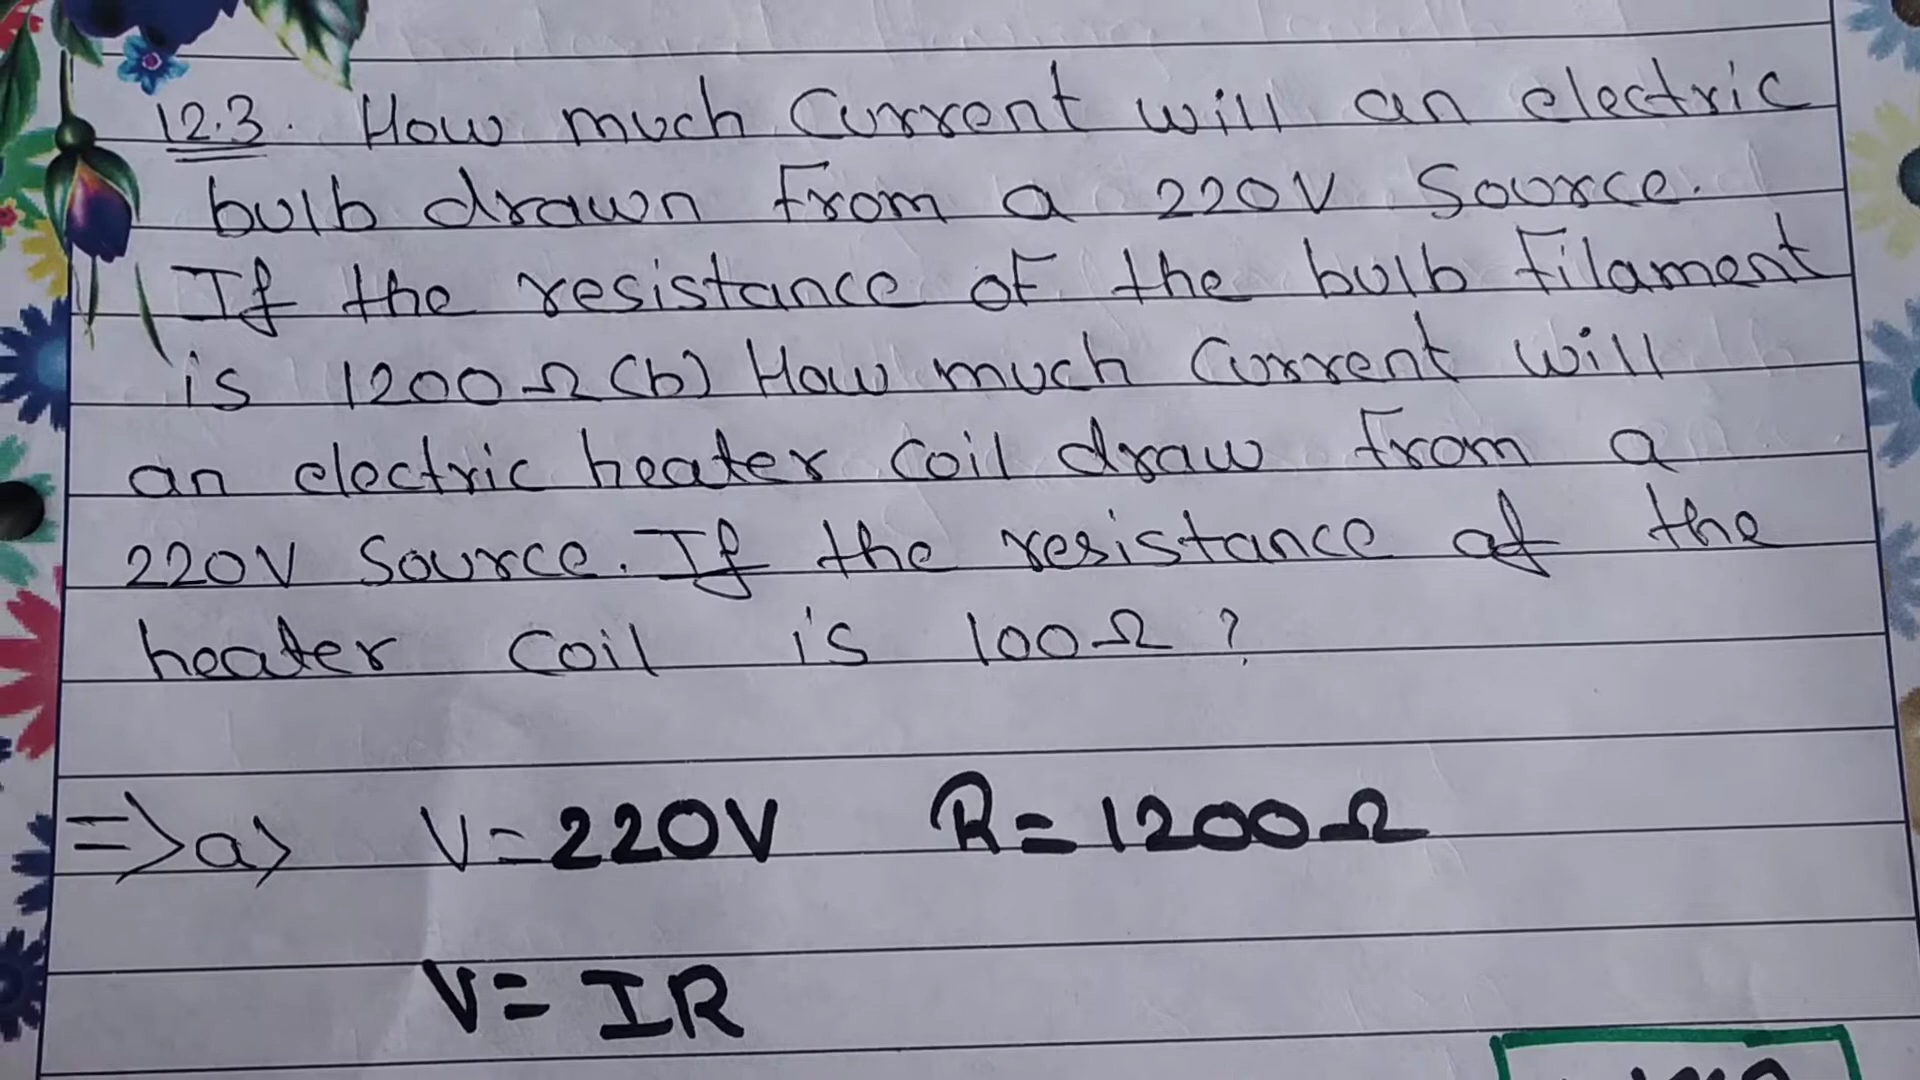 12.3. How much Current will an electric
bulb drawn from a 220V Source.
If the resistance of the bulb filament
is 1200Ω (b) How much Current will
an electric heater coil draw from a
220V Source. If the resistance of the
heater coil is 100Ω ?
=> a> V = 220V R = 1200Ω
V = IR